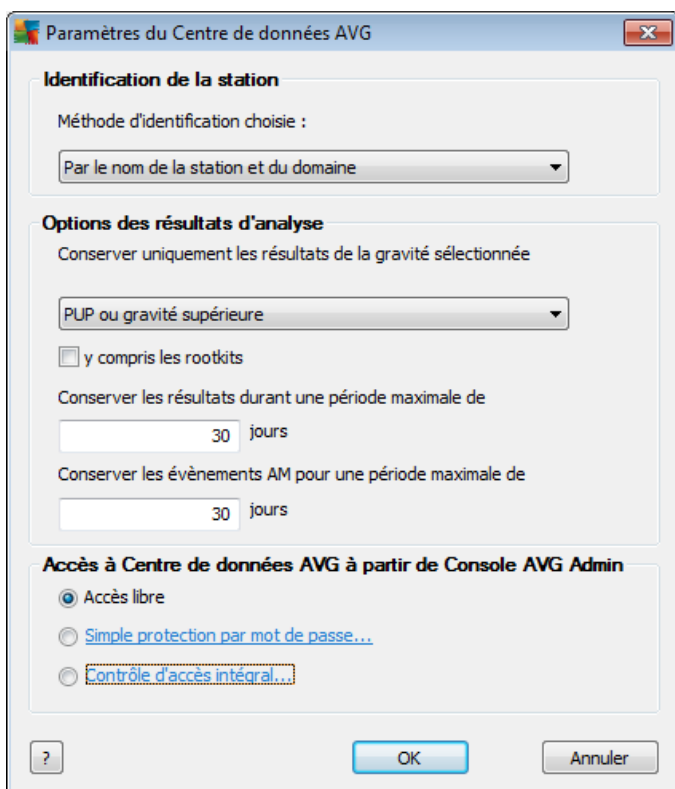 Paramètres du Centre de données AVG
Identification de la station
Méthode d'identification choisie :
Par le nom de la station et du domaine
Options des résultats d'analyse
Conserver uniquement les résultats de la gravité sélectionnée
PUP ou gravité supérieure
y compris les rootkits
Conserver les résultats durant une période maximale de
30 jours
Conserver les évènements AM pour une période maximale de
30 jours
Accès à Centre de données AVG à partir de Console AVG Admin
Accès libre
Simple protection par mot de passe...
Contrôle d'accès intégral...
? OK Annuler